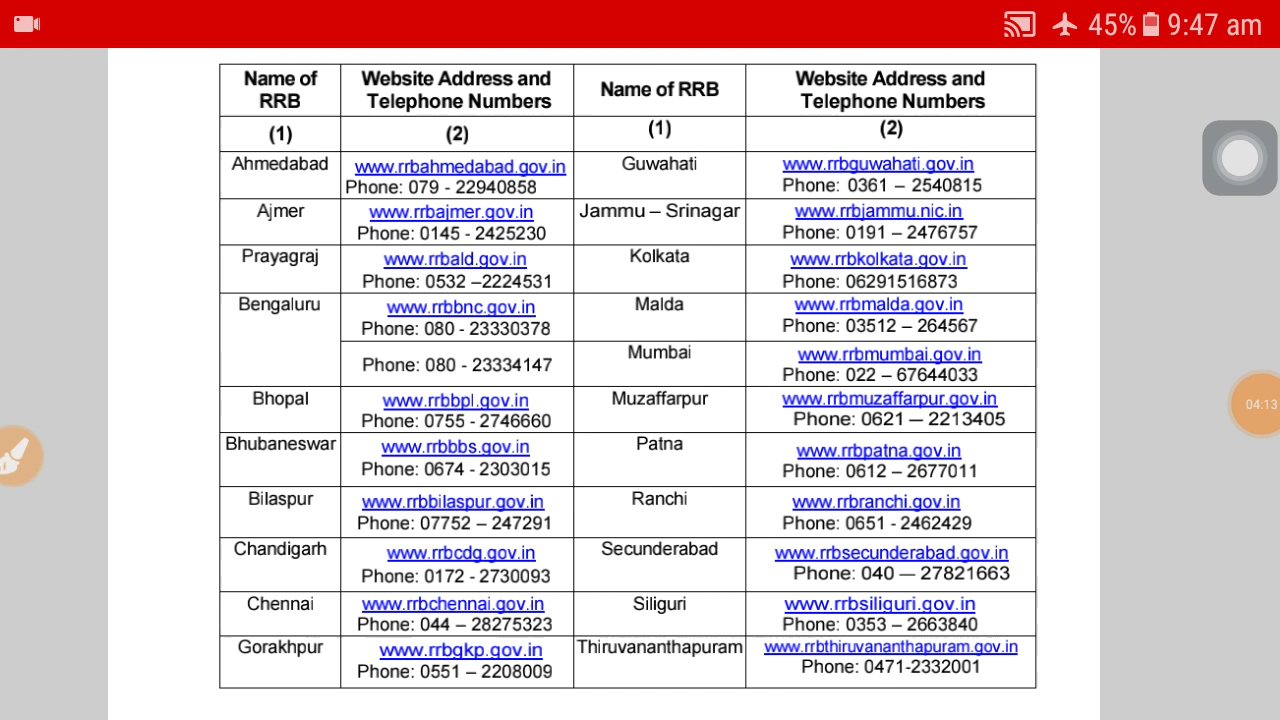 45% 9:47 am
Name of RRB
Website Address and Telephone Numbers
Name of RRB
Website Address and Telephone Numbers
(1)
(2)
(1)
(2)
Ahmedabad
www.rrbahmedabad.gov.in
Phone: 079 - 22940858
Guwahati
www.rrbguwahati.gov.in
Phone: 0361 – 2540815
Ajmer
www.rrbajmer.gov.in
Phone: 0145 - 2425230
Jammu – Srinagar
www.rrbjammu.nic.in
Phone: 0191 – 2476757
Prayagraj
www.rrbald.gov.in
Phone: 0532 –2224531
Kolkata
www.rrbkolkata.gov.in
Phone: 06291516873
Bengaluru
www.rrbbnc.gov.in
Phone: 080 - 23330378
Malda
www.rrbmalda.gov.in
Phone: 03512 – 264567
Phone: 080 - 23334147
Mumbai
www.rrbmumbai.gov.in
Phone: 022 – 67644033
Bhopal
www.rrbbpl.gov.in
Phone: 0755 - 2746660
Muzaffarpur
www.rrbmuzaffarpur.gov.in
Phone: 0621 — 2213405
Bhubaneswar
www.rrbbbs.gov.in
Phone: 0674 - 2303015
Patna
www.rrbpatna.gov.in
Phone: 0612 – 2677011
Bilaspur
www.rrbbilaspur.gov.in
Phone: 07752 – 247291
Ranchi
www.rrbranchi.gov.in
Phone: 0651 - 2462429
Chandigarh
www.rrbcdg.gov.in
Phone: 0172 - 2730093
Secunderabad
www.rrbsecunderabad.gov.in
Phone: 040 — 27821663
Chennai
www.rrbchennai.gov.in
Phone: 044 – 28275323
Siliguri
www.rrbsiliguri.gov.in
Phone: 0353 – 2663840
Gorakhpur
www.rrbgkp.gov.in
Phone: 0551 – 2208009
Thiruvananthapuram
www.rrbthiruvananthapuram.gov.in
Phone: 0471-2332001
04:13